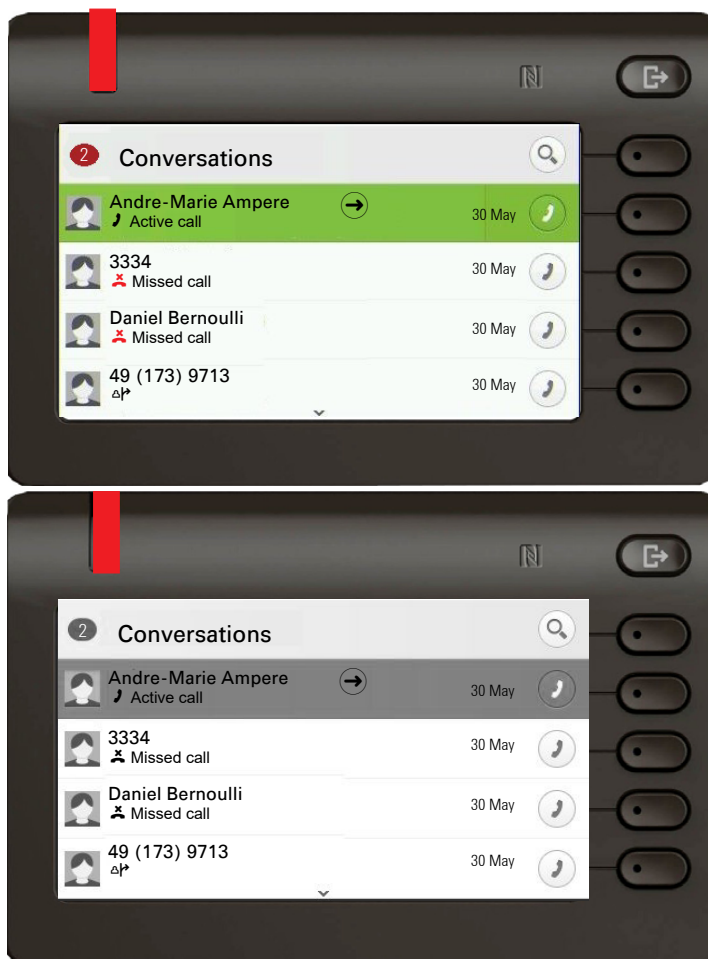 2 Conversations
Andre-Marie Ampere
Active call
30 May
3334
Missed call
30 May
Daniel Bernoulli
Missed call
30 May
49 (173) 9713
30 May
2 Conversations
Andre-Marie Ampere
Active call
30 May
3334
Missed call
30 May
Daniel Bernoulli
Missed call
30 May
49 (173) 9713
30 May